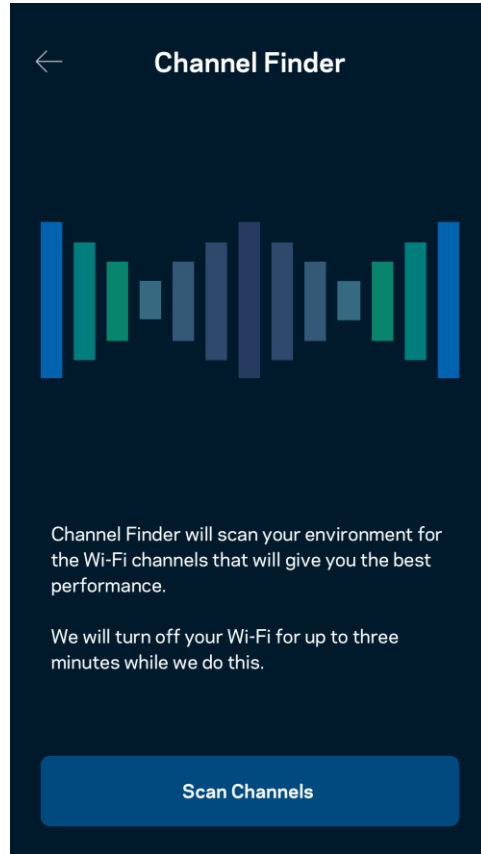 Channel Finder
Channel Finder will scan your environment for
the Wi-Fi channels that will give you the best
performance.
We will turn off your Wi-Fi for up to three
minutes while we do this.
Scan Channels